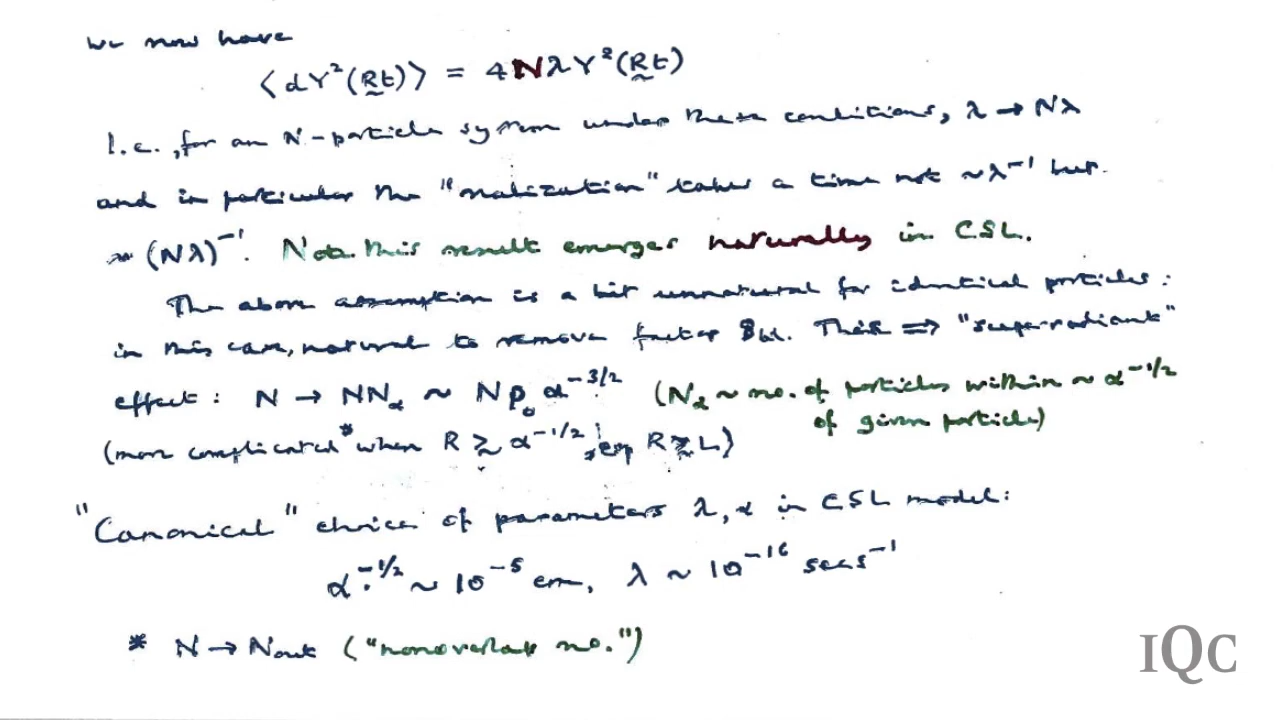 we now have
⟨dY²(R̰t)⟩ = 4NλY²(R̰t)
I.e., for an N-particle system under these conditions, λ → Nλ
and in particular the "realization" takes a time not ~λ⁻¹ but
~ (Nλ)⁻¹. Note this result emerges naturally in CSL.
The above assumption is a bit unnatural for identical particles:
in this case, natural to remove factor δ. This ⇒ "super-radiant"
effect: N → NNα ~ Nρ₀α^(-3/2) (Nα ~ no. of particles within ~ α^(-1/2)
of given particle)
(more complicated* when R ≳ α^(-1/2), esp R ≳ L)
"Canonical" choice of parameters λ, α in CSL model:
α^(-1/2) ~ 10⁻⁵ cm, λ ~ 10⁻¹⁶ secs⁻¹
* N → Nout ("nonoverlap no.")
IQC